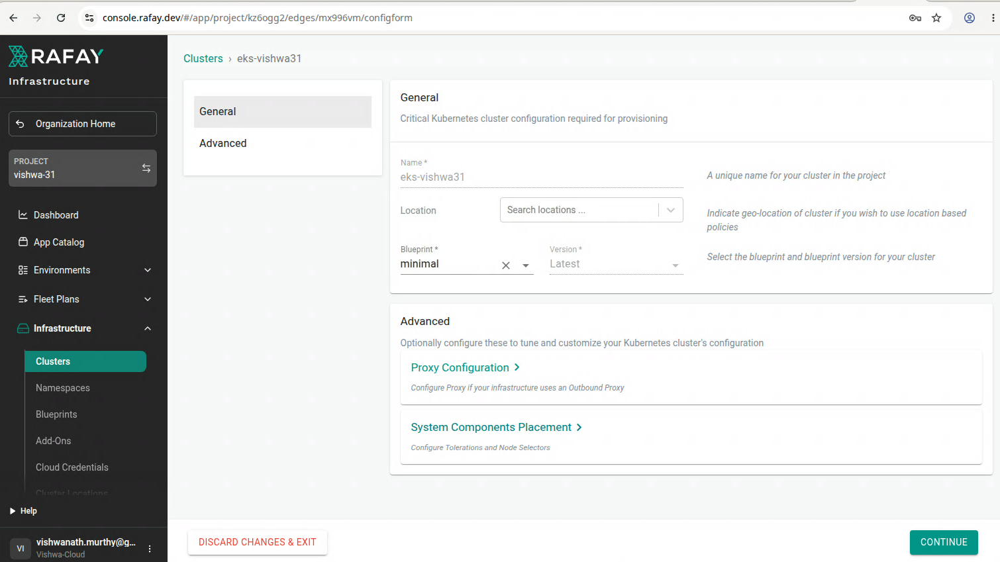 console.rafay.dev/#/app/project/kz6ogg2/edges/mx996vm/configform
RAFAY
Infrastructure
Organization Home
PROJECT
vishwa-31
Dashboard
App Catalog
Environments
Fleet Plans
Infrastructure
Clusters
Namespaces
Blueprints
Add-Ons
Cloud Credentials
Cluster Locations
Help
VI
vishwanath.murthy@g...
Vishwa-Cloud
Clusters › eks-vishwa31
General
Advanced
General
Critical Kubernetes cluster configuration required for provisioning
Name *
eks-vishwa31
A unique name for your cluster in the project
Location
Search locations ...
Indicate geo-location of cluster if you wish to use location based
policies
Blueprint *
minimal
Version *
Latest
Select the blueprint and blueprint version for your cluster
Advanced
Optionally configure these to tune and customize your Kubernetes cluster's configuration
Proxy Configuration
Configure Proxy if your infrastructure uses an Outbound Proxy
System Components Placement
Configure Tolerations and Node Selectors
DISCARD CHANGES & EXIT
CONTINUE